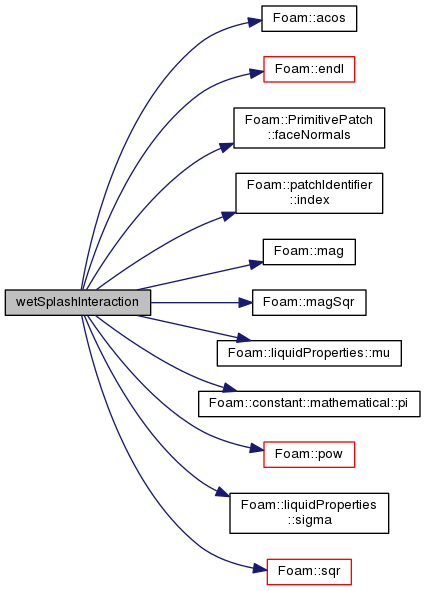 Foam::acos
Foam::endl
Foam::PrimitivePatch
::faceNormals
Foam::patchIdentifier
::index
Foam::mag
wetSplashInteraction
Foam::magSqr
Foam::liquidProperties::mu
Foam::constant::mathematical::pi
Foam::pow
Foam::liquidProperties
::sigma
Foam::sqr